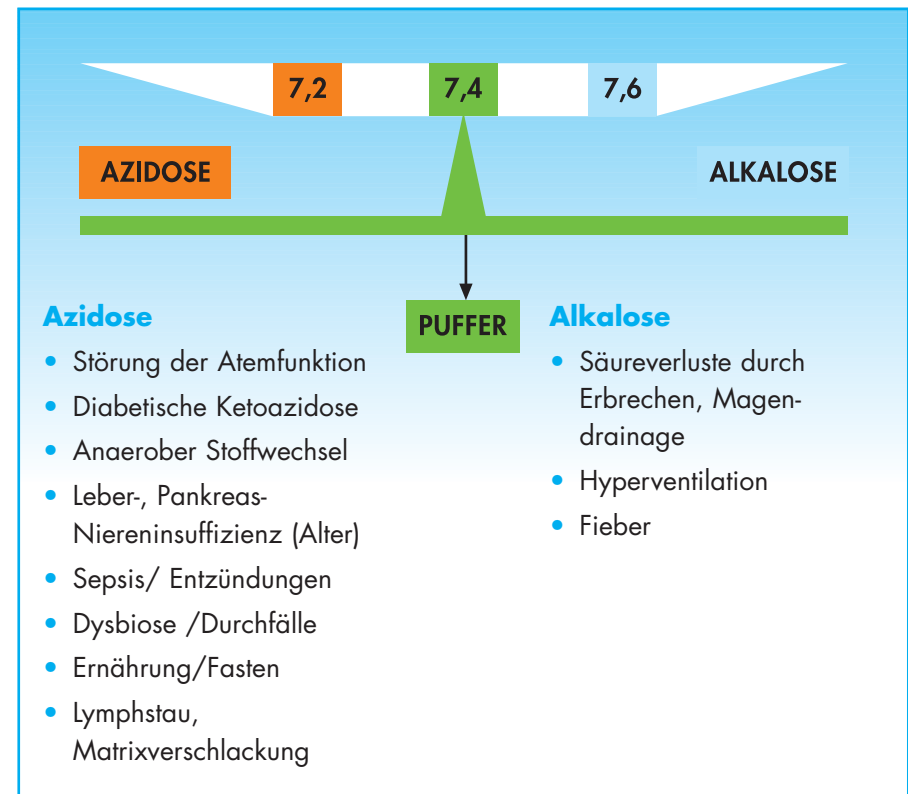 7,2 7,4 7,6
AZIDOSE ALKALOSE
PUFFER
Azidose
• Störung der Atemfunktion
• Diabetische Ketoazidose
• Anaerober Stoffwechsel
• Leber-, Pankreas-
Niereninsuffizienz (Alter)
• Sepsis/ Entzündungen
• Dysbiose /Durchfälle
• Ernährung/Fasten
• Lymphstau,
Matrixverschlackung
Alkalose
• Säureverluste durch
Erbrechen, Magen-
drainage
• Hyperventilation
• Fieber